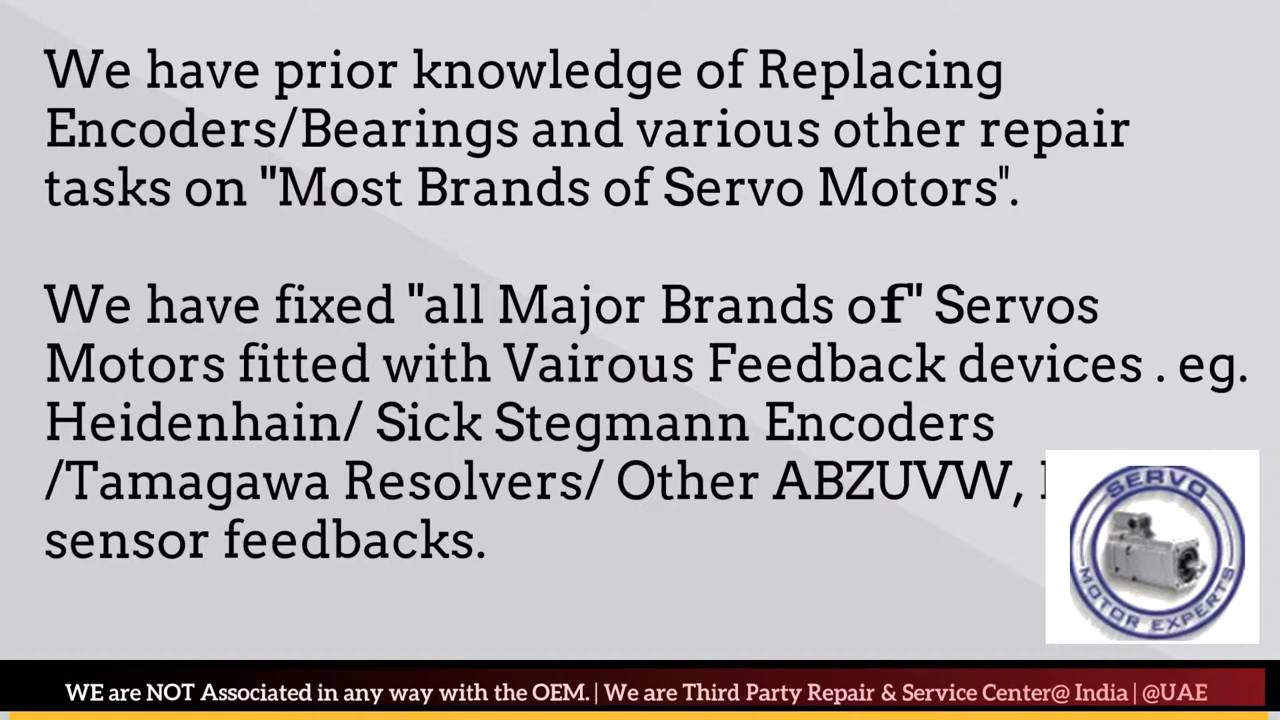 We have prior knowledge of Replacing
Encoders/Bearings and various other repair
tasks on "Most Brands of Servo Motors".
We have fixed "all Major Brands of" Servos
Motors fitted with Vairous Feedback devices . eg.
Heidenhain/ Sick Stegmann Encoders
/Tamagawa Resolvers/ Other ABZUVW,
sensor feedbacks.
SERVO
MOTOR EXPERTS
WE are NOT Associated in any way with the OEM. | We are Third Party Repair & Service Center@ India | @UAE